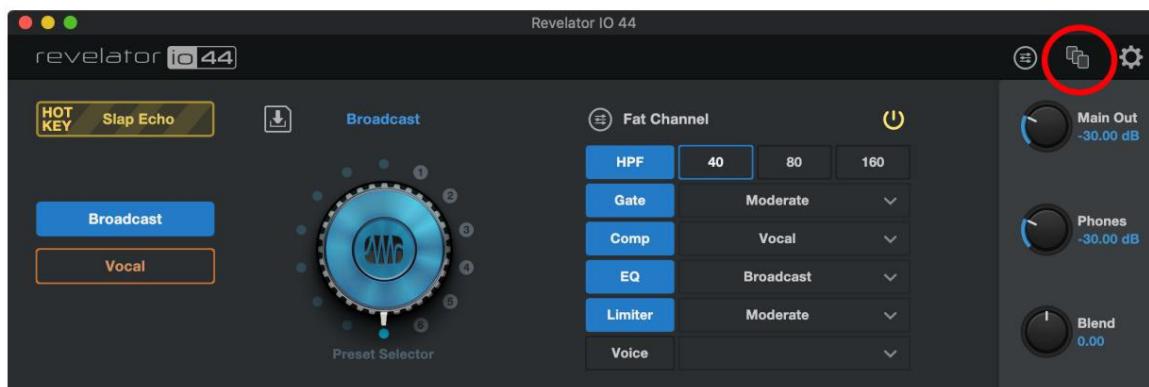 Revelator IO 44
revelator io 44
HOT KEY Slap Echo
Broadcast
Broadcast
Vocal
1
2
3
4
5
6
Preset Selector
Fat Channel
HPF 40 80 160
Gate Moderate
Comp Vocal
EQ Broadcast
Limiter Moderate
Voice
Main Out
-30.00 dB
Phones
-30.00 dB
Blend
0.00